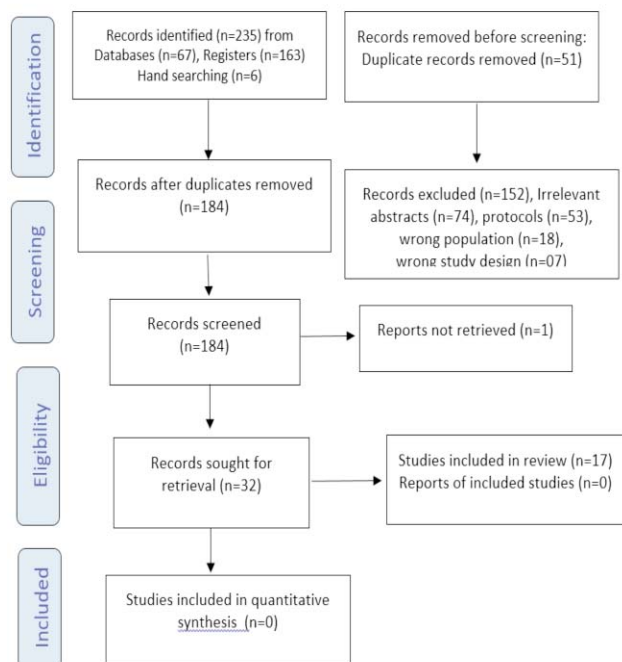 Identification
Records identified (n=235) from
Databases (n=67), Registers (n=163)
Hand searching (n=6)
Records removed before screening:
Duplicate records removed (n=51)
Records after duplicates removed
(n=184)
Records excluded (n=152), Irrelevant
abstracts (n=74), protocols (n=53),
wrong population (n=18),
wrong study design (n=07)
Screening
Records screened
(n=184)
Reports not retrieved (n=1)
Eligibility
Records sought for
retrieval (n=32)
Studies included in review (n=17)
Reports of included studies (n=0)
Included
Studies included in quantitative
synthesis (n=0)